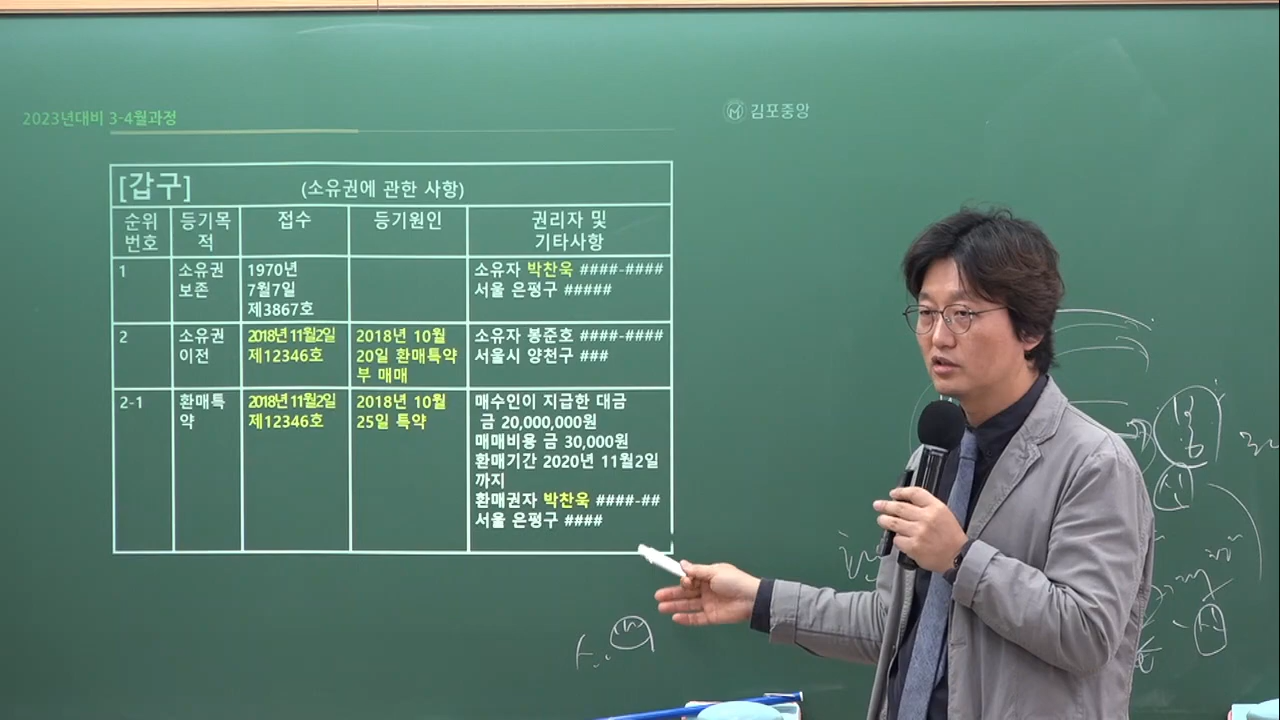 2023년대비 3-4월과정
김포중앙
[갑구] (소유권에 관한 사항)
순위
번호
등기목
적
접수
등기원인
권리자 및
기타사항
1
소유권
보존
1970년
7월7일
제3867호
소유자 박찬욱 ####-####
서울 은평구 #####
2
소유권
이전
2018년 11월2일
제12346호
2018년 10월
20일 환매특약
부 매매
소유자 봉준호 ####-####
서울시 양천구 ###
2-1
환매특
약
2018년 11월2일
제12346호
2018년 10월
25일 특약
매수인이 지급한 대금
금 20,000,000원
매매비용 금 30,000원
환매기간 2020년 11월2일
까지
환매권자 박찬욱 ####-##
서울 은평구 ####
봉
신
신